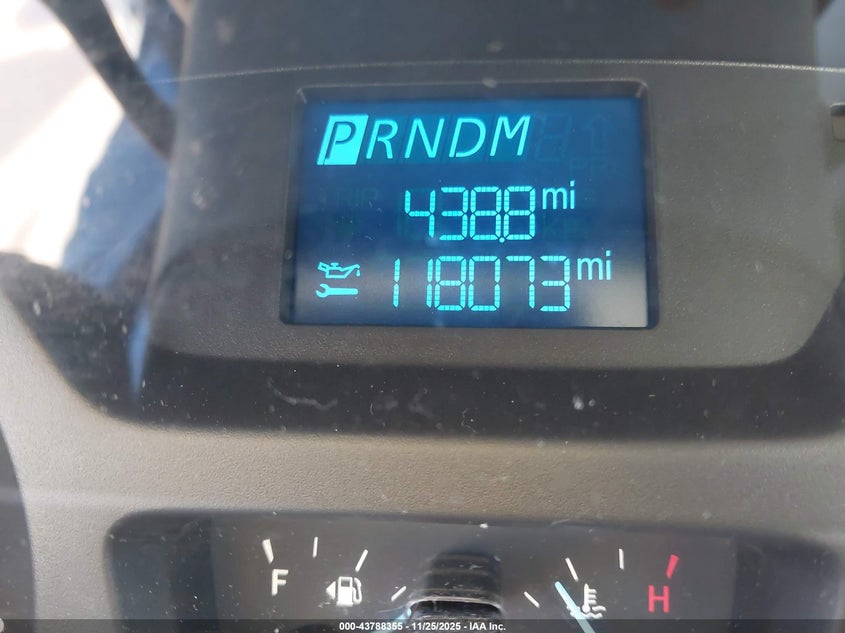 PRNDM
438.8 mi
118073 mi
F H
000-43788355 - 11/25/2025 - IAA Inc.